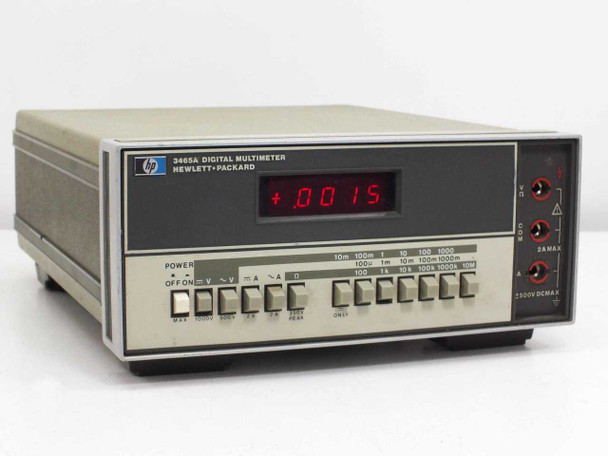 hp
3465A DIGITAL MULTIMETER
HEWLETT•PACKARD
+.0015
V
Ω
COM
2A MAX
A
±500V DC MAX
10m 100m 1 10 100 1000
100μ 1m 10m 100m 1000m
100 1k 10k 100k 1000k 10M
POWER
OFF ON
V ~V A ~A Ω
MAX 1000V 500V 2A 2A 350V PEAK
ONLY